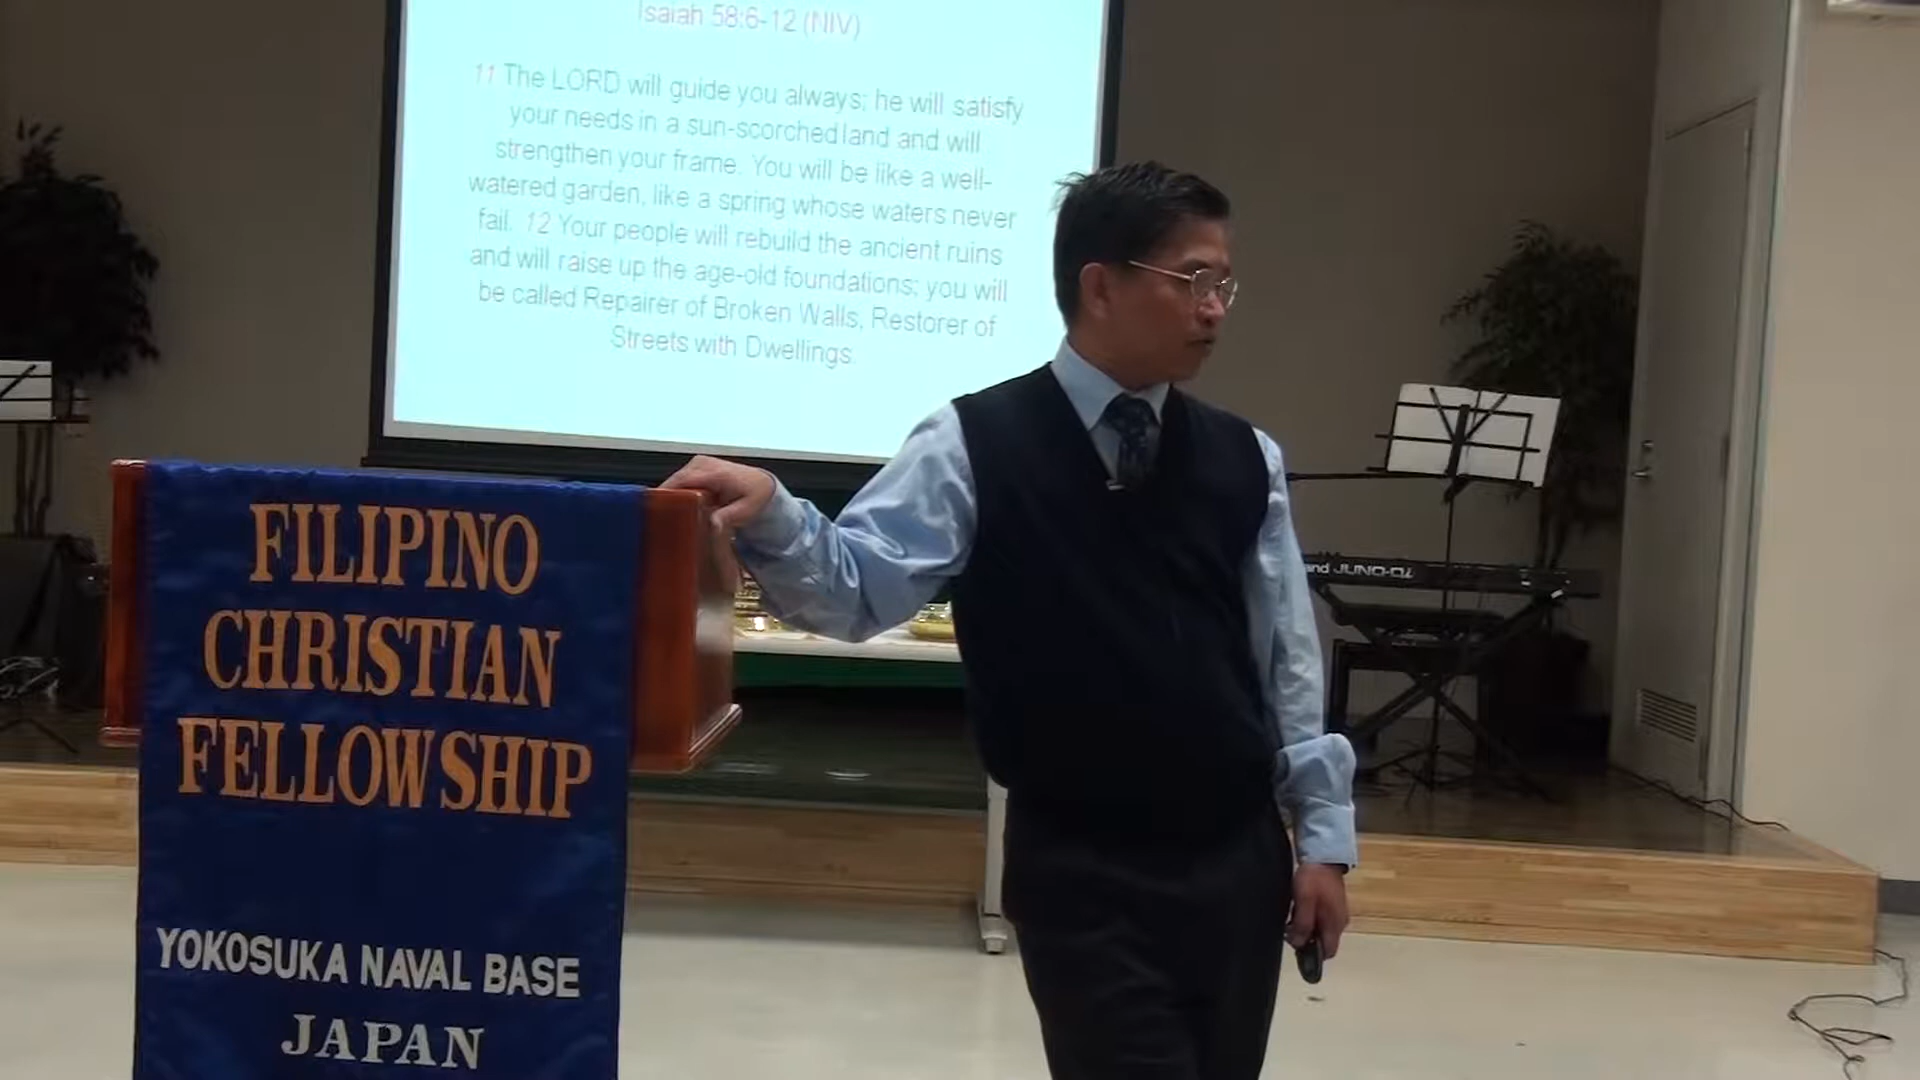 Isaiah 58:6-12 (NIV)
11 The LORD will guide you always; he will satisfy
your needs in a sun-scorched land and will
strengthen your frame. You will be like a well-
watered garden, like a spring whose waters never
fail. 12 Your people will rebuild the ancient ruins
and will raise up the age-old foundations; you will
be called Repairer of Broken Walls, Restorer of
Streets with Dwellings.
FILIPINO
CHRISTIAN
FELLOWSHIP
YOKOSUKA NAVAL BASE
JAPAN
JUNO-Di